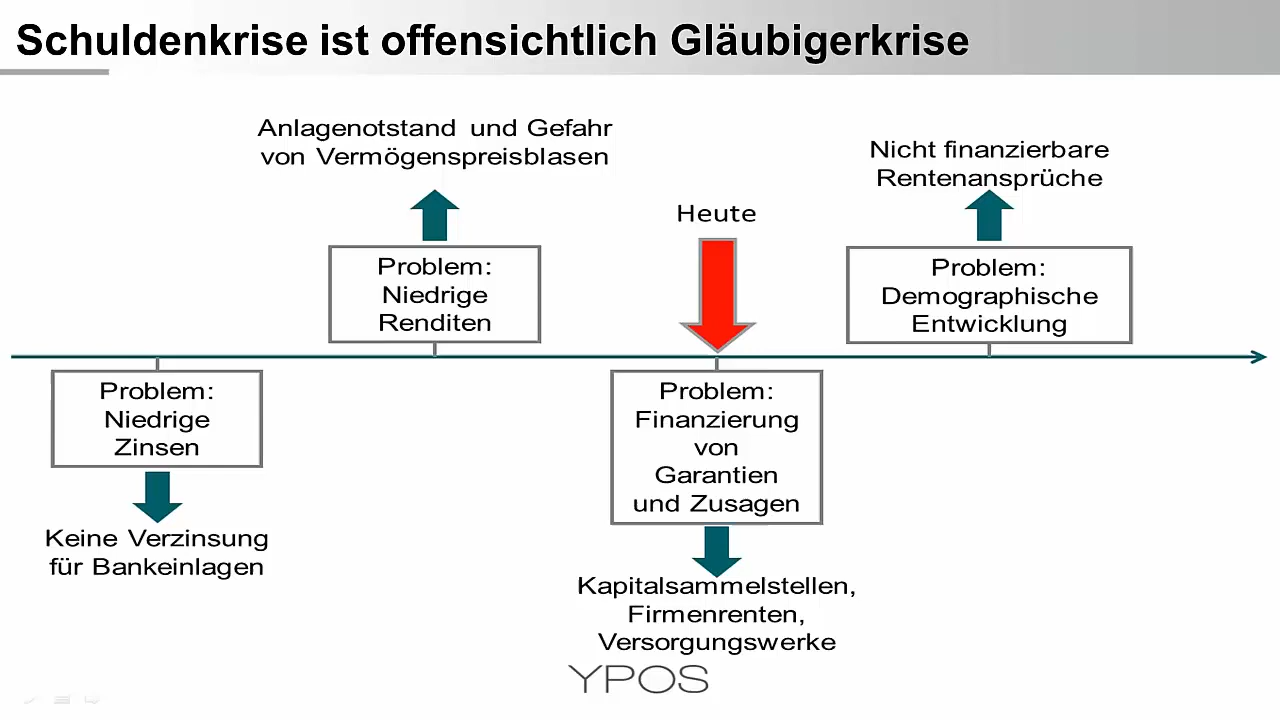 Schuldenkrise ist offensichtlich Gläubigerkrise
Anlagenotstand und Gefahr
von Vermögenspreisblasen
Nicht finanzierbare
Rentenansprüche
Heute
Problem:
Niedrige
Renditen
Problem:
Demographische
Entwicklung
Problem:
Niedrige
Zinsen
Problem:
Finanzierung
von
Garantien
und Zusagen
Keine Verzinsung
für Bankeinlagen
Kapitalsammelstellen,
Firmenrenten,
Versorgungswerke
YPOS